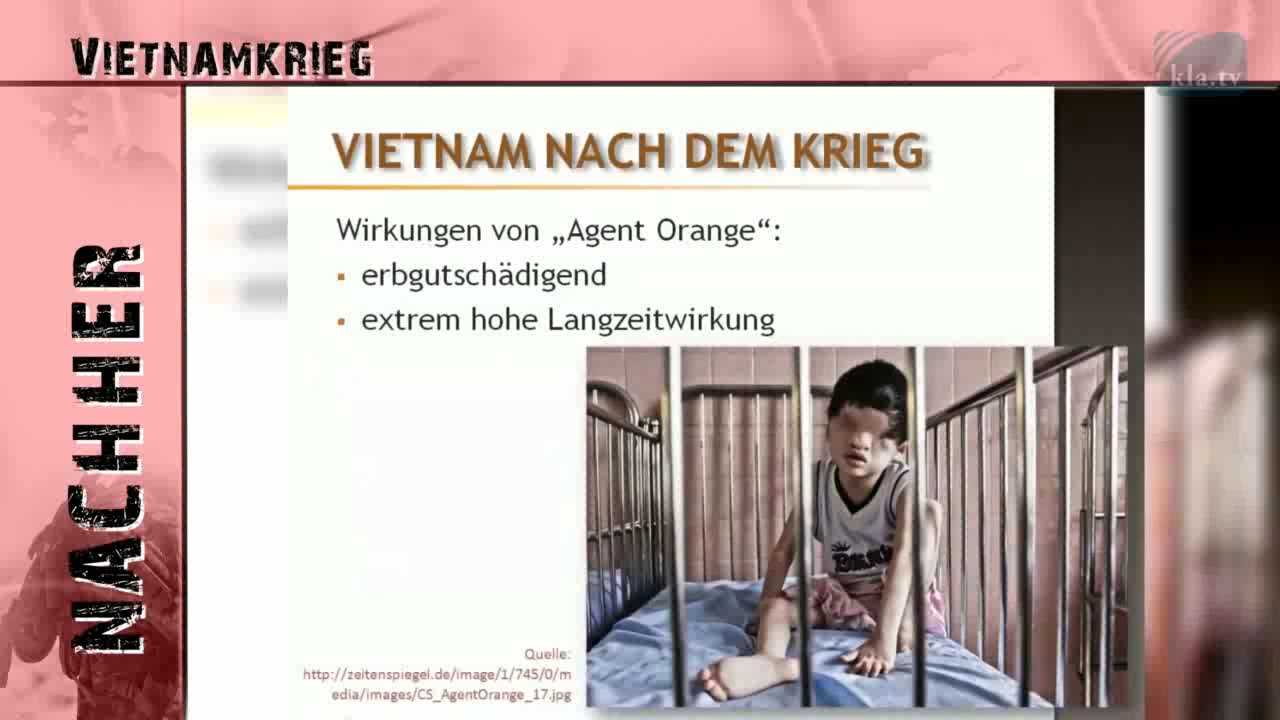 VIETNAMKRIEG
kla.tv
NACHHER
VIETNAM NACH DEM KRIEG
Wirkungen von „Agent Orange“:
▪ erbgutschädigend
▪ extrem hohe Langzeitwirkung
Quelle:
http://zeitenspiegel.de/image/1/745/0/m
edia/images/CS_AgentOrange_17.jpg